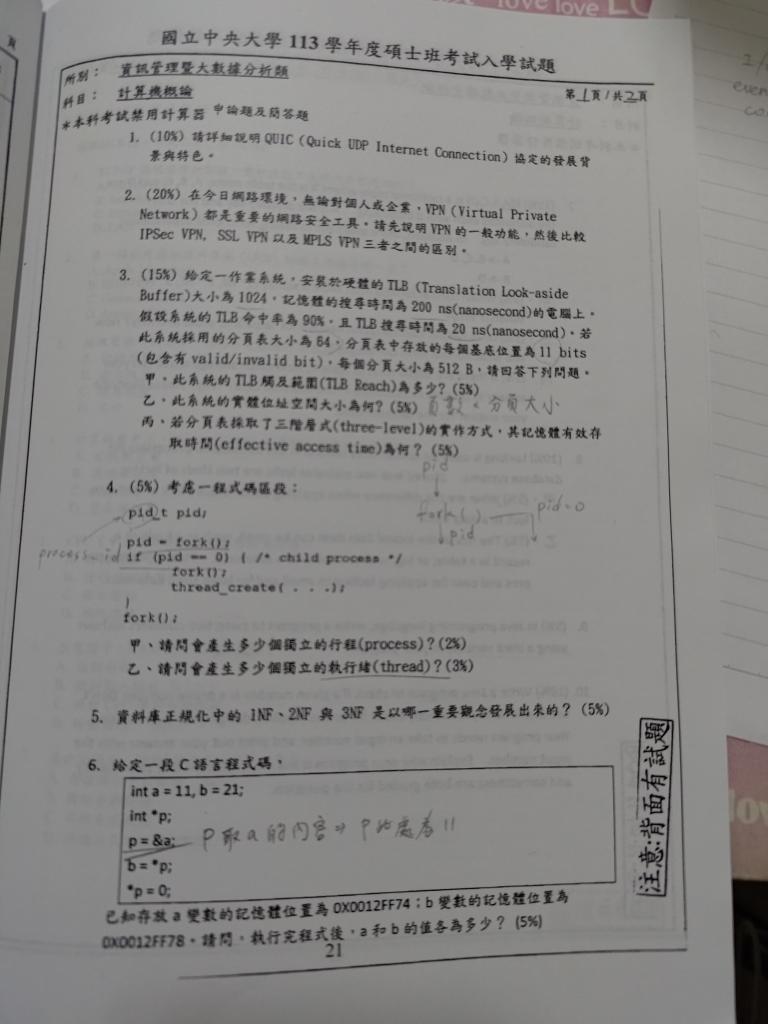 love love LO
國立中央大學 113 學年度碩士班考試入學試題
所別： 資訊管理暨大數據分析類
第1頁/共2頁
科目： 計算機概論
*本科考試禁用計算器 申論題及簡答題
1. (10%) 請詳細說明 QUIC (Quick UDP Internet Connection) 協定的發展背
景與特色。
2. (20%) 在今日網路環境，無論對個人或企業，VPN (Virtual Private
Network) 都是重要的網路安全工具。請先說明 VPN 的一般功能，然後比較
IPSec VPN, SSL VPN 以及 MPLS VPN 三者之間的區別。
3. (15%) 給定一作業系統，安裝於硬體的 TLB (Translation Look-aside
Buffer)大小為 1024，記憶體的搜尋時間為 200 ns(nanosecond)的電腦上。
假設系統的 TLB 命中率為 90%，且 TLB 搜尋時間為 20 ns(nanosecond)。若
此系統採用的分頁表大小為 64，分頁表中存放的每個基底位置為 11 bits
(包含有 valid/invalid bit)，每個分頁大小為 512 B，請回答下列問題。
甲、此系統的 TLB 觸及範圍(TLB Reach)為多少? (5%)
乙、此系統的實體位址空間大小為何? (5%) 頁數 × 分頁大小
丙、若分頁表採取了三階層式(three-level)的實作方式，其記憶體有效存
取時間(effective access time)為何? (5%)
pid
4. (5%) 考慮一程式碼區段：
pid_t pid;
fork()
pid=0
pid
process id
pid = fork();
if (pid == 0) { /* child process */
fork();
thread_create( . . .);
}
fork();
甲、請問會產生多少個獨立的行程(process)? (2%)
乙、請問會產生多少個獨立的執行緒(thread)? (3%)
5. 資料庫正規化中的 1NF、2NF 與 3NF 是以哪一重要觀念發展出來的? (5%)
6. 給定一段 C 語言程式碼，
int a = 11, b = 21;
int *p;
p = &a; P取a的內容⇒P此處為11
b = *p;
*p = 0;
已知存放 a 變數的記憶體位置為 0X0012FF74；b 變數的記憶體位置為
0X0012FF78。請問，執行完程式後，a 和 b 的值各為多少? (5%)
注意:背面有試題
21